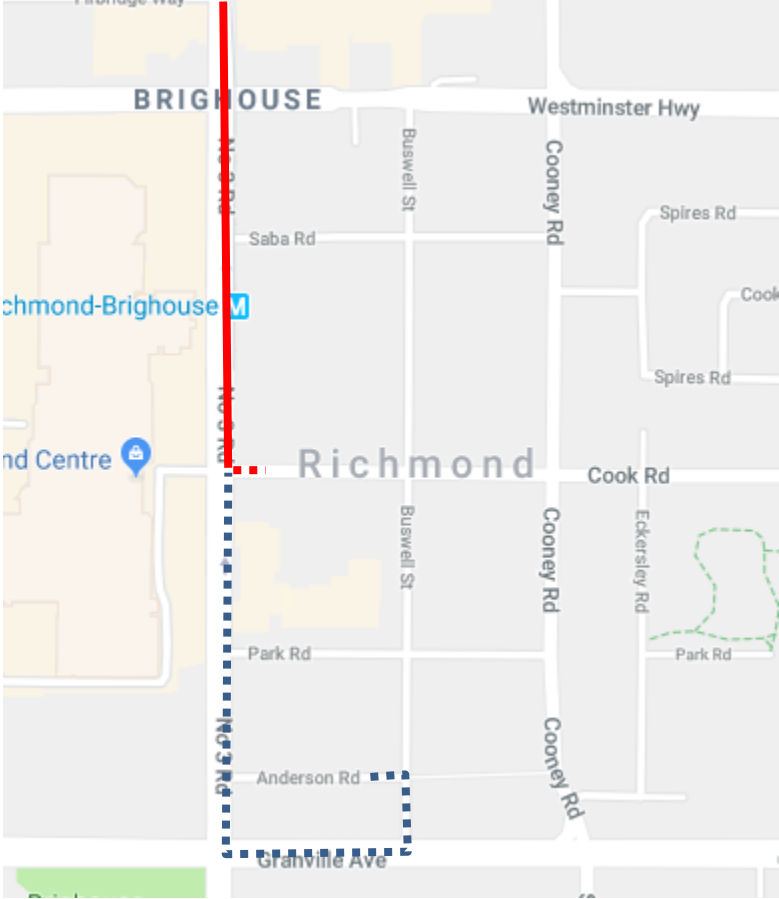 BRIGHOUSE
Westminster Hwy
No 3 Rd
Buswell St
Cooney Rd
Spires Rd
Saba Rd
Cook
chmond-Brighouse M
Spires Rd
No 3 Rd
nd Centre
Richmond
Cook Rd
Buswell St
Cooney Rd
Eckersley Rd
Park Rd
Park Rd
No 3 Rd
Cooney Rd
Anderson Rd
Granville Ave